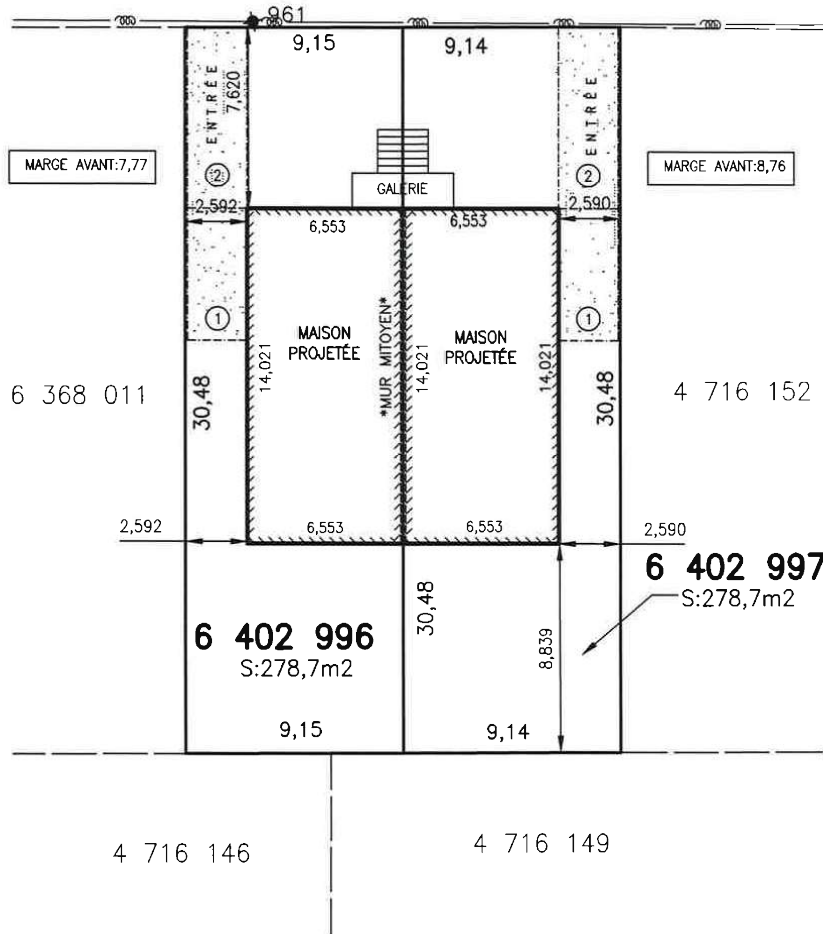 961
9,15
9,14
ENTRÉE
7,620
ENTRÉE
MARGE AVANT:7,77
MARGE AVANT:8,76
2
2
GALERIE
2,592
2,590
6,553
6,553
1
1
MAISON
PROJETÉE
MAISON
PROJETÉE
*MUR MITOYEN*
14,021
14,021
14,021
6 368 011
30,48
30,48
4 716 152
2,592
6,553
6,553
2,590
6 402 997
S:278,7m2
30,48
6 402 996
S:278,7m2
8,839
9,15
9,14
4 716 146
4 716 149